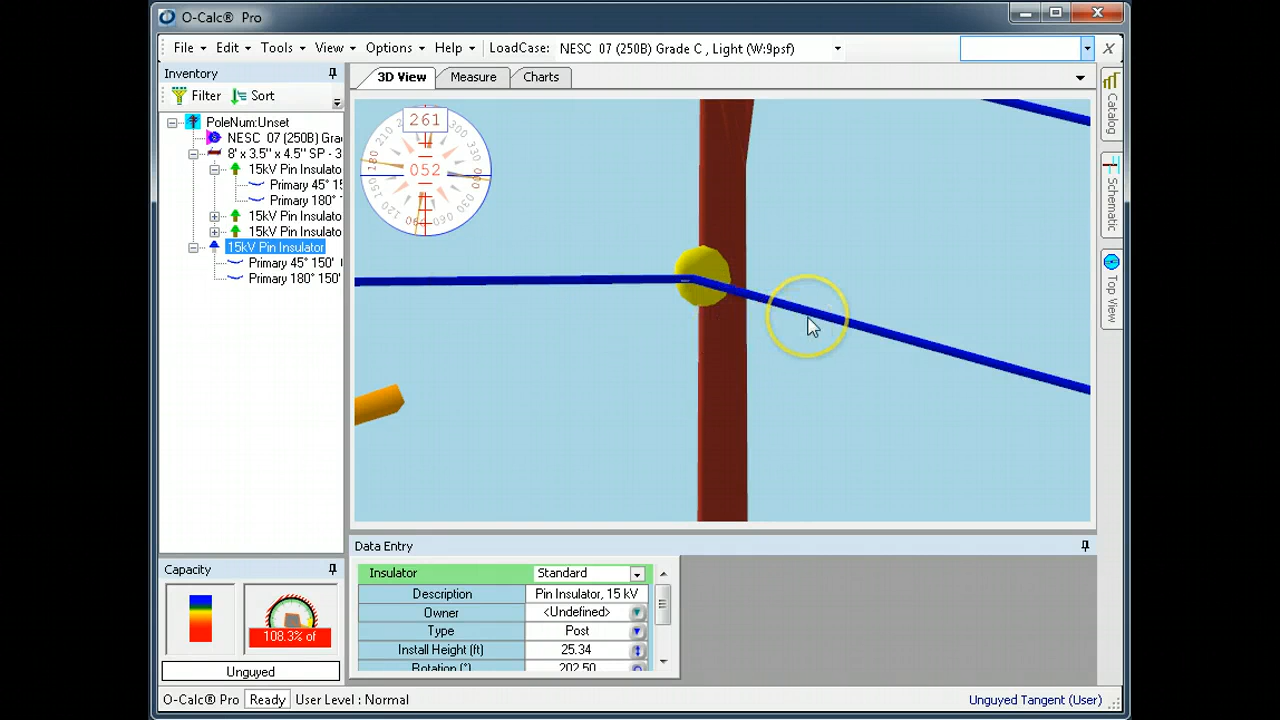 O-Calc® Pro
File Edit Tools View Options Help LoadCase: NESC 07 (250B) Grade C , Light (W:9psf)
Inventory
3D View Measure Charts
Filter Sort
PoleNum:Unset
NESC 07 (250B) Gra
8' x 3.5" x 4.5" SP - 3
15kV Pin Insulato
Primary 45° 15
Primary 180° 1
15kV Pin Insulato
15kV Pin Insulato
15kV Pin Insulator
Primary 45° 150'
Primary 180° 150'
261
052
Catalog
Schematic
Top View
Data Entry
Insulator Standard
Description Pin Insulator, 15 kV
Owner <Undefined>
Type Post
Install Height (ft) 25.34
Rotation (°) 202.50
Capacity
108.3% of
Unguyed
O-Calc® Pro Ready User Level : Normal Unguyed Tangent (User)